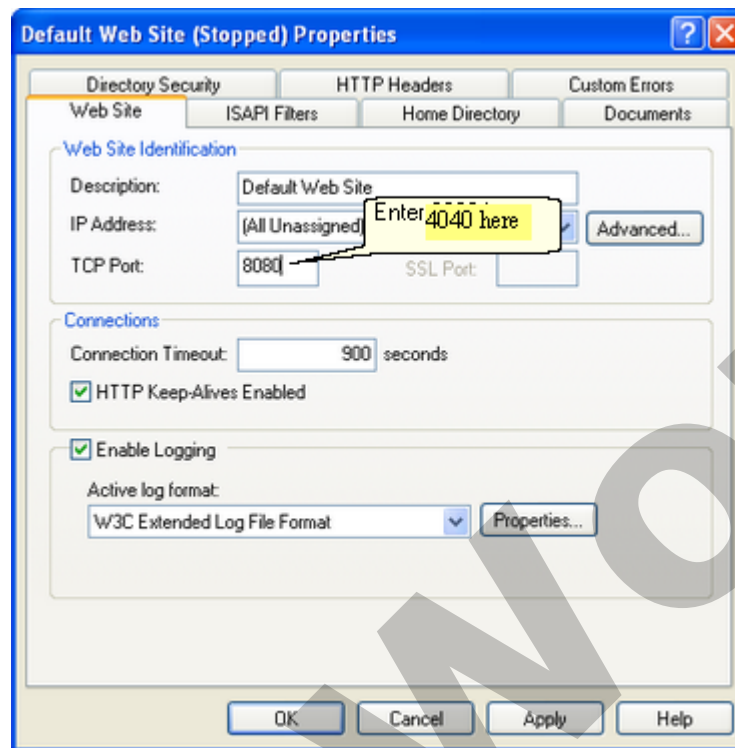 Default Web Site (Stopped) Properties
Directory Security HTTP Headers Custom Errors
Web Site ISAPI Filters Home Directory Documents
Web Site Identification
Description: Default Web Site
IP Address: (All Unassigned) Enter 4040 here Advanced...
TCP Port: 8080 SSL Port:
Connections
Connection Timeout: 900 seconds
HTTP Keep-Alives Enabled
Enable Logging
Active log format:
W3C Extended Log File Format Properties...
OK Cancel Apply Help